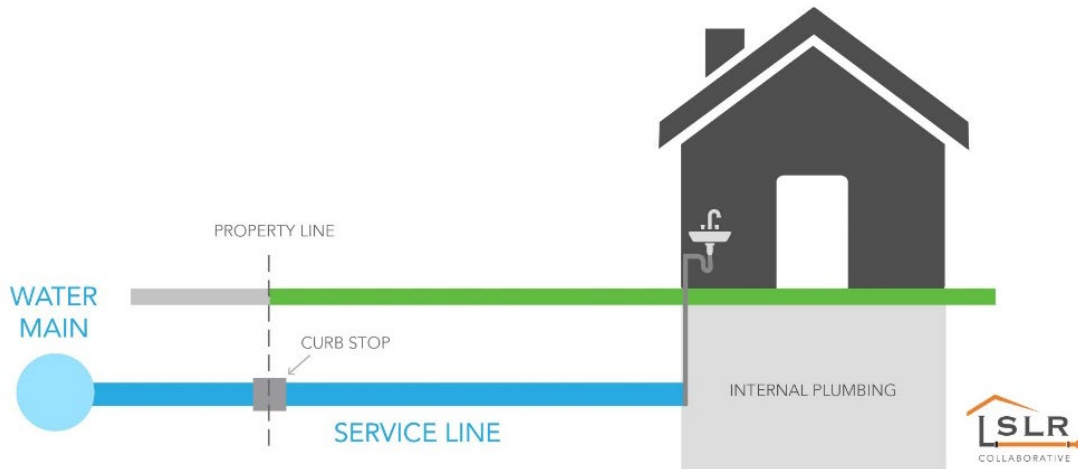 PROPERTY LINE
WATER
MAIN
CURB STOP
SERVICE LINE
INTERNAL PLUMBING
LSLR
COLLABORATIVE